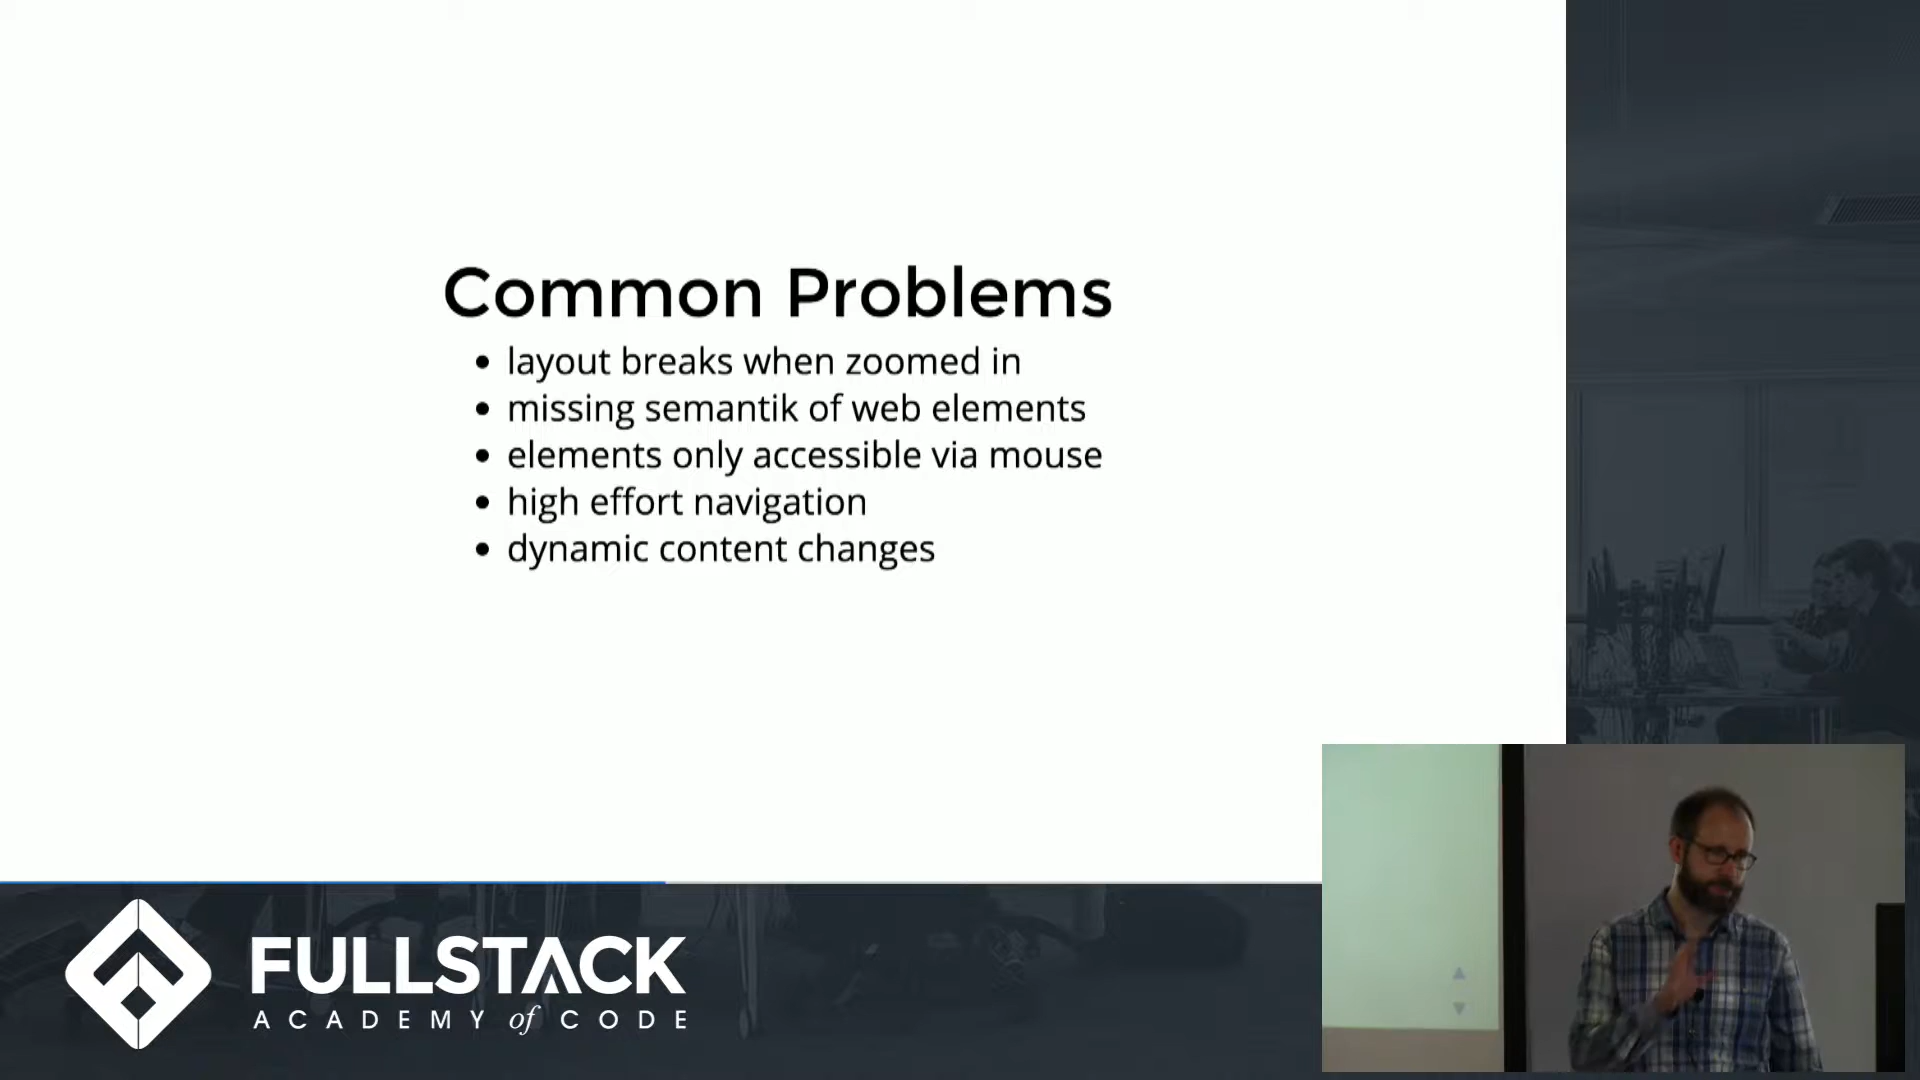 Common Problems
layout breaks when zoomed in
missing semantik of web elements
elements only accessible via mouse
high effort navigation
dynamic content changes
FULLSTACK
ACADEMY of CODE